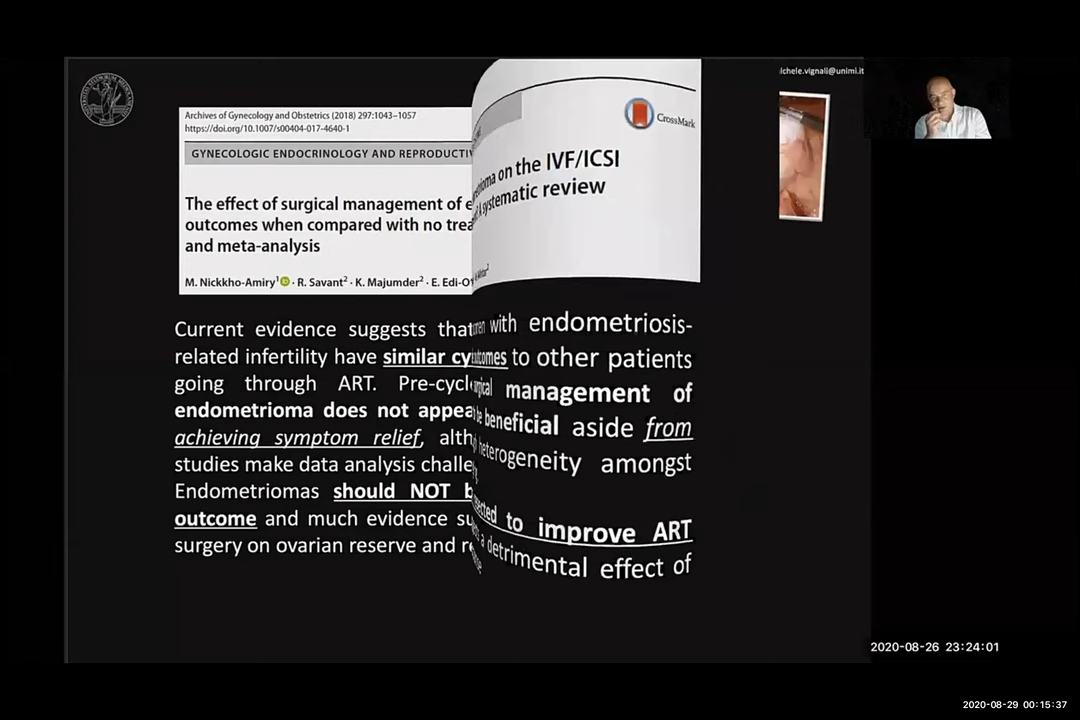 Archives of Gynecology and Obstetrics (2018) 297:1043–1057
https://doi.org/10.1007/s00404-017-4640-1
GYNECOLOGIC ENDOCRINOLOGY AND REPRODUCTIV
CrossMark
The effect of surgical management of e on the IVF/ICSI
outcomes when compared with no trea systematic review
and meta-analysis
M. Nickkho-Amiry1 · R. Savant2 · K. Majumder2 · E. Edi-O
Current evidence suggests that with endometriosis-
related infertility have similar cy outcomes to other patients
going through ART. Pre-cycl management of
endometrioma does not appea beneficial aside from
achieving symptom relief, alth heterogeneity amongst
studies make data analysis challe
Endometriomas should NOT b to improve ART
outcome and much evidence su a detrimental effect of
surgery on ovarian reserve and re
ichele.vignali@unimi.it
2020-08-26 23:24:01
2020-08-29 00:15:37